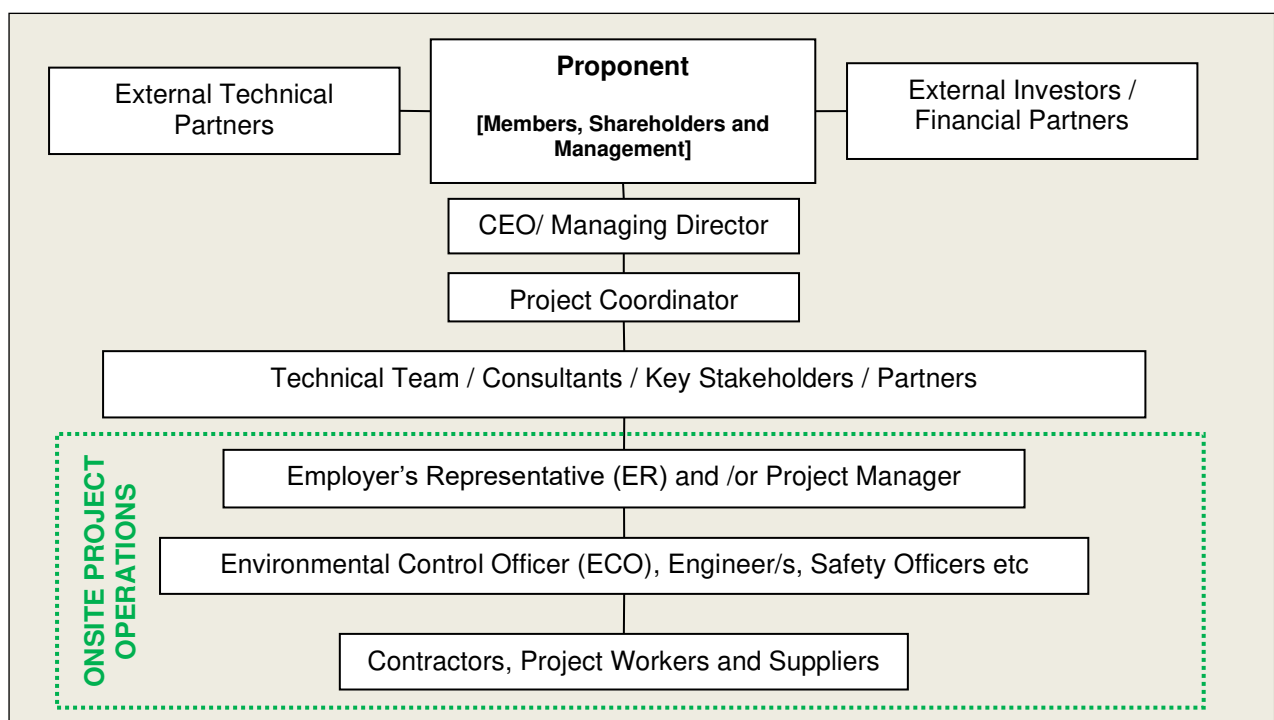 External Technical
Partners
Proponent
[Members, Shareholders and
Management]
External Investors /
Financial Partners
CEO/ Managing Director
Project Coordinator
Technical Team / Consultants / Key Stakeholders / Partners
ONSITE PROJECT
OPERATIONS
Employer’s Representative (ER) and /or Project Manager
Environmental Control Officer (ECO), Engineer/s, Safety Officers etc
Contractors, Project Workers and Suppliers